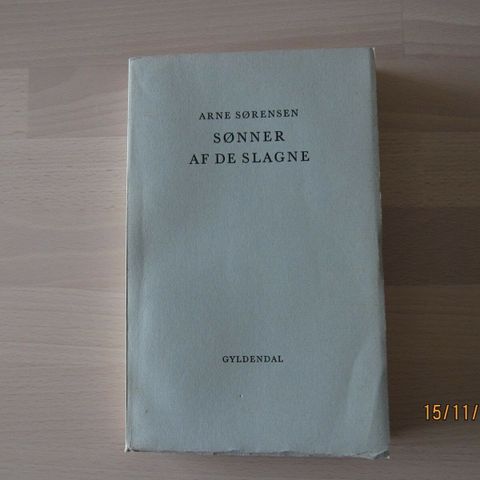 ARNE SØRENSEN
SØNNER
AF DE SLAGNE
GYLDENDAL
15/11/